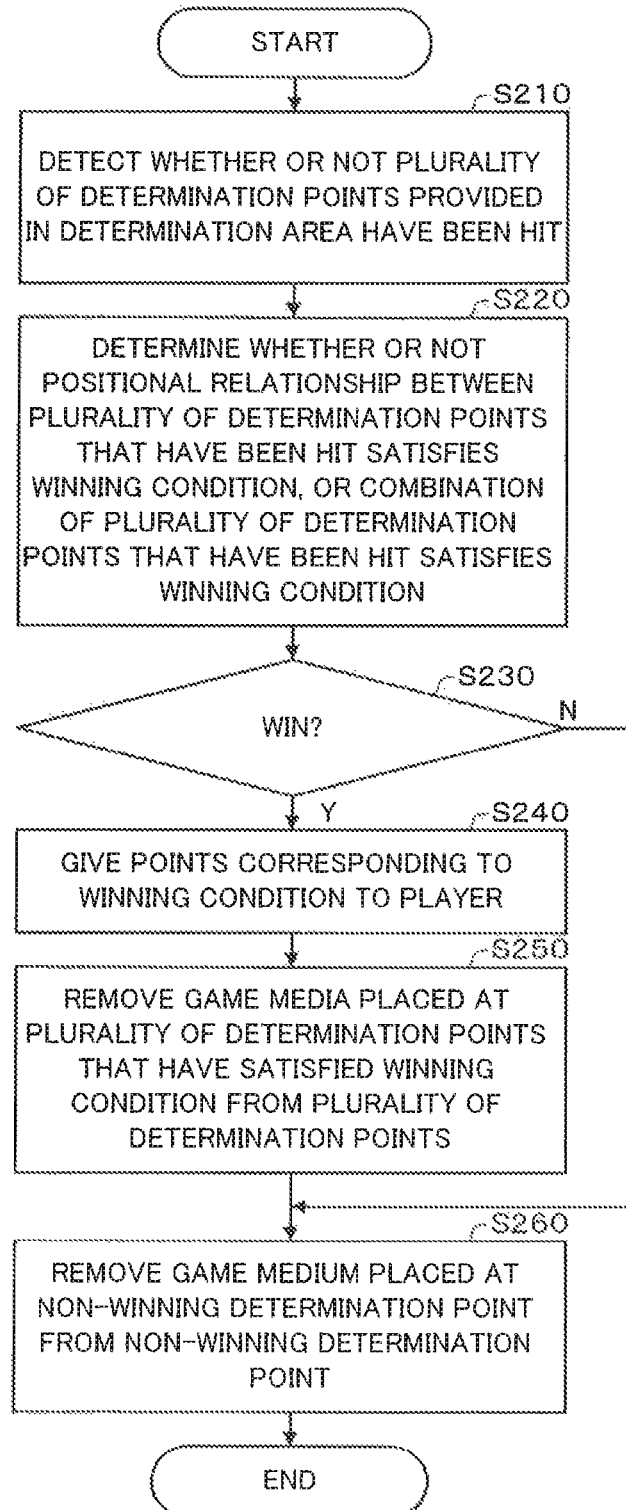 START
S210
DETECT WHETHER OR NOT PLURALITY
OF DETERMINATION POINTS PROVIDED
IN DETERMINATION AREA HAVE BEEN HIT
S220
DETERMINE WHETHER OR NOT
POSITIONAL RELATIONSHIP BETWEEN
PLURALITY OF DETERMINATION POINTS
THAT HAVE BEEN HIT SATISFIES
WINNING CONDITION, OR COMBINATION
OF PLURALITY OF DETERMINATION
POINTS THAT HAVE BEEN HIT SATISFIES
WINNING CONDITION
S230
WIN?
N
Y
S240
GIVE POINTS CORRESPONDING TO
WINNING CONDITION TO PLAYER
S250
REMOVE GAME MEDIA PLACED AT
PLURALITY OF DETERMINATION POINTS
THAT HAVE SATISFIED WINNING
CONDITION FROM PLURALITY OF
DETERMINATION POINTS
S260
REMOVE GAME MEDIUM PLACED AT
NON-WINNING DETERMINATION POINT
FROM NON-WINNING DETERMINATION
POINT
END